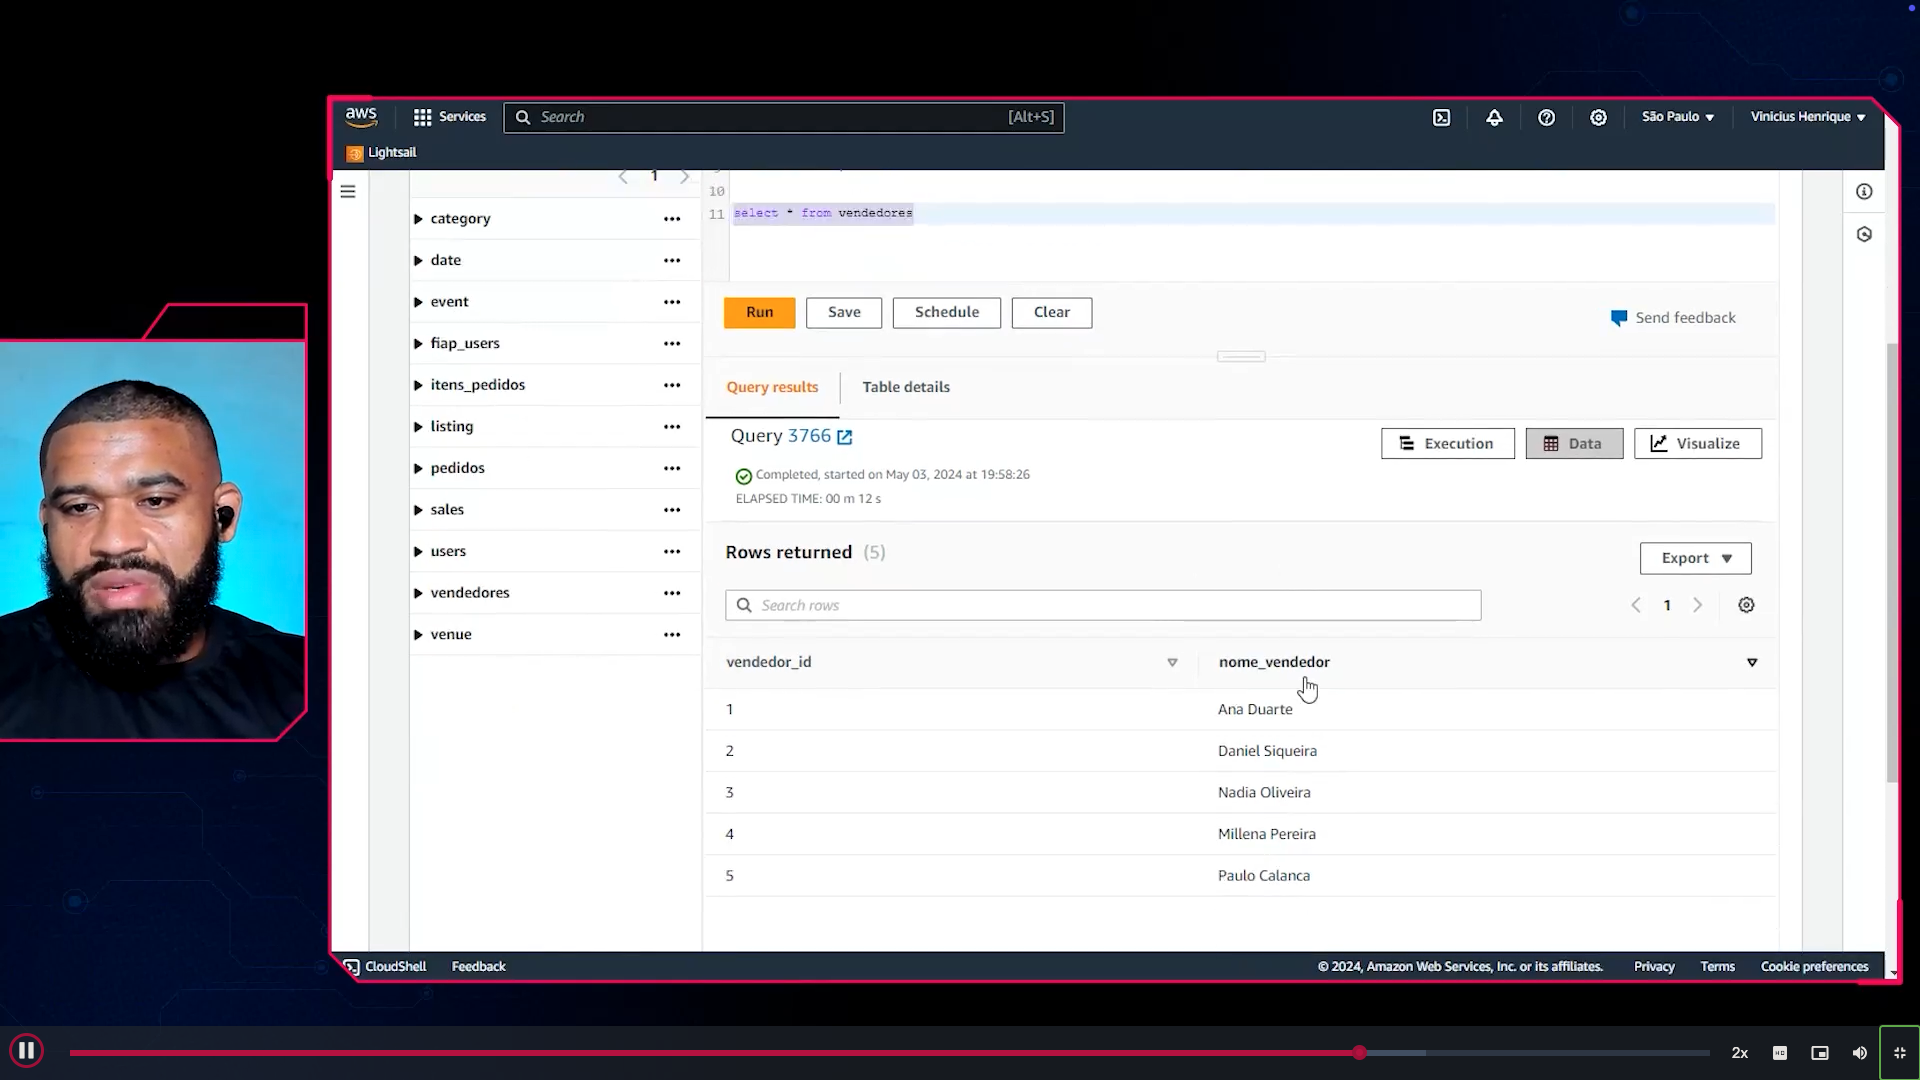 aws
Services
Search
[Alt+S]
São Paulo
Vinicius Henrique
Lightsail
1
category
date
event
fiap_users
itens_pedidos
listing
pedidos
sales
users
vendedores
venue
10
11 select * from vendedores
Run
Save
Schedule
Clear
Send feedback
Query results
Table details
Query 3766
Execution
Data
Visualize
Completed, started on May 03, 2024 at 19:58:26
ELAPSED TIME: 00 m 12 s
Rows returned (5)
Export
Search rows
1
vendedor_id nome_vendedor
1 Ana Duarte
2 Daniel Siqueira
3 Nadia Oliveira
4 Millena Pereira
5 Paulo Calanca
CloudShell
Feedback
© 2024, Amazon Web Services, Inc. or its affiliates.
Privacy
Terms
Cookie preferences
2x
HD